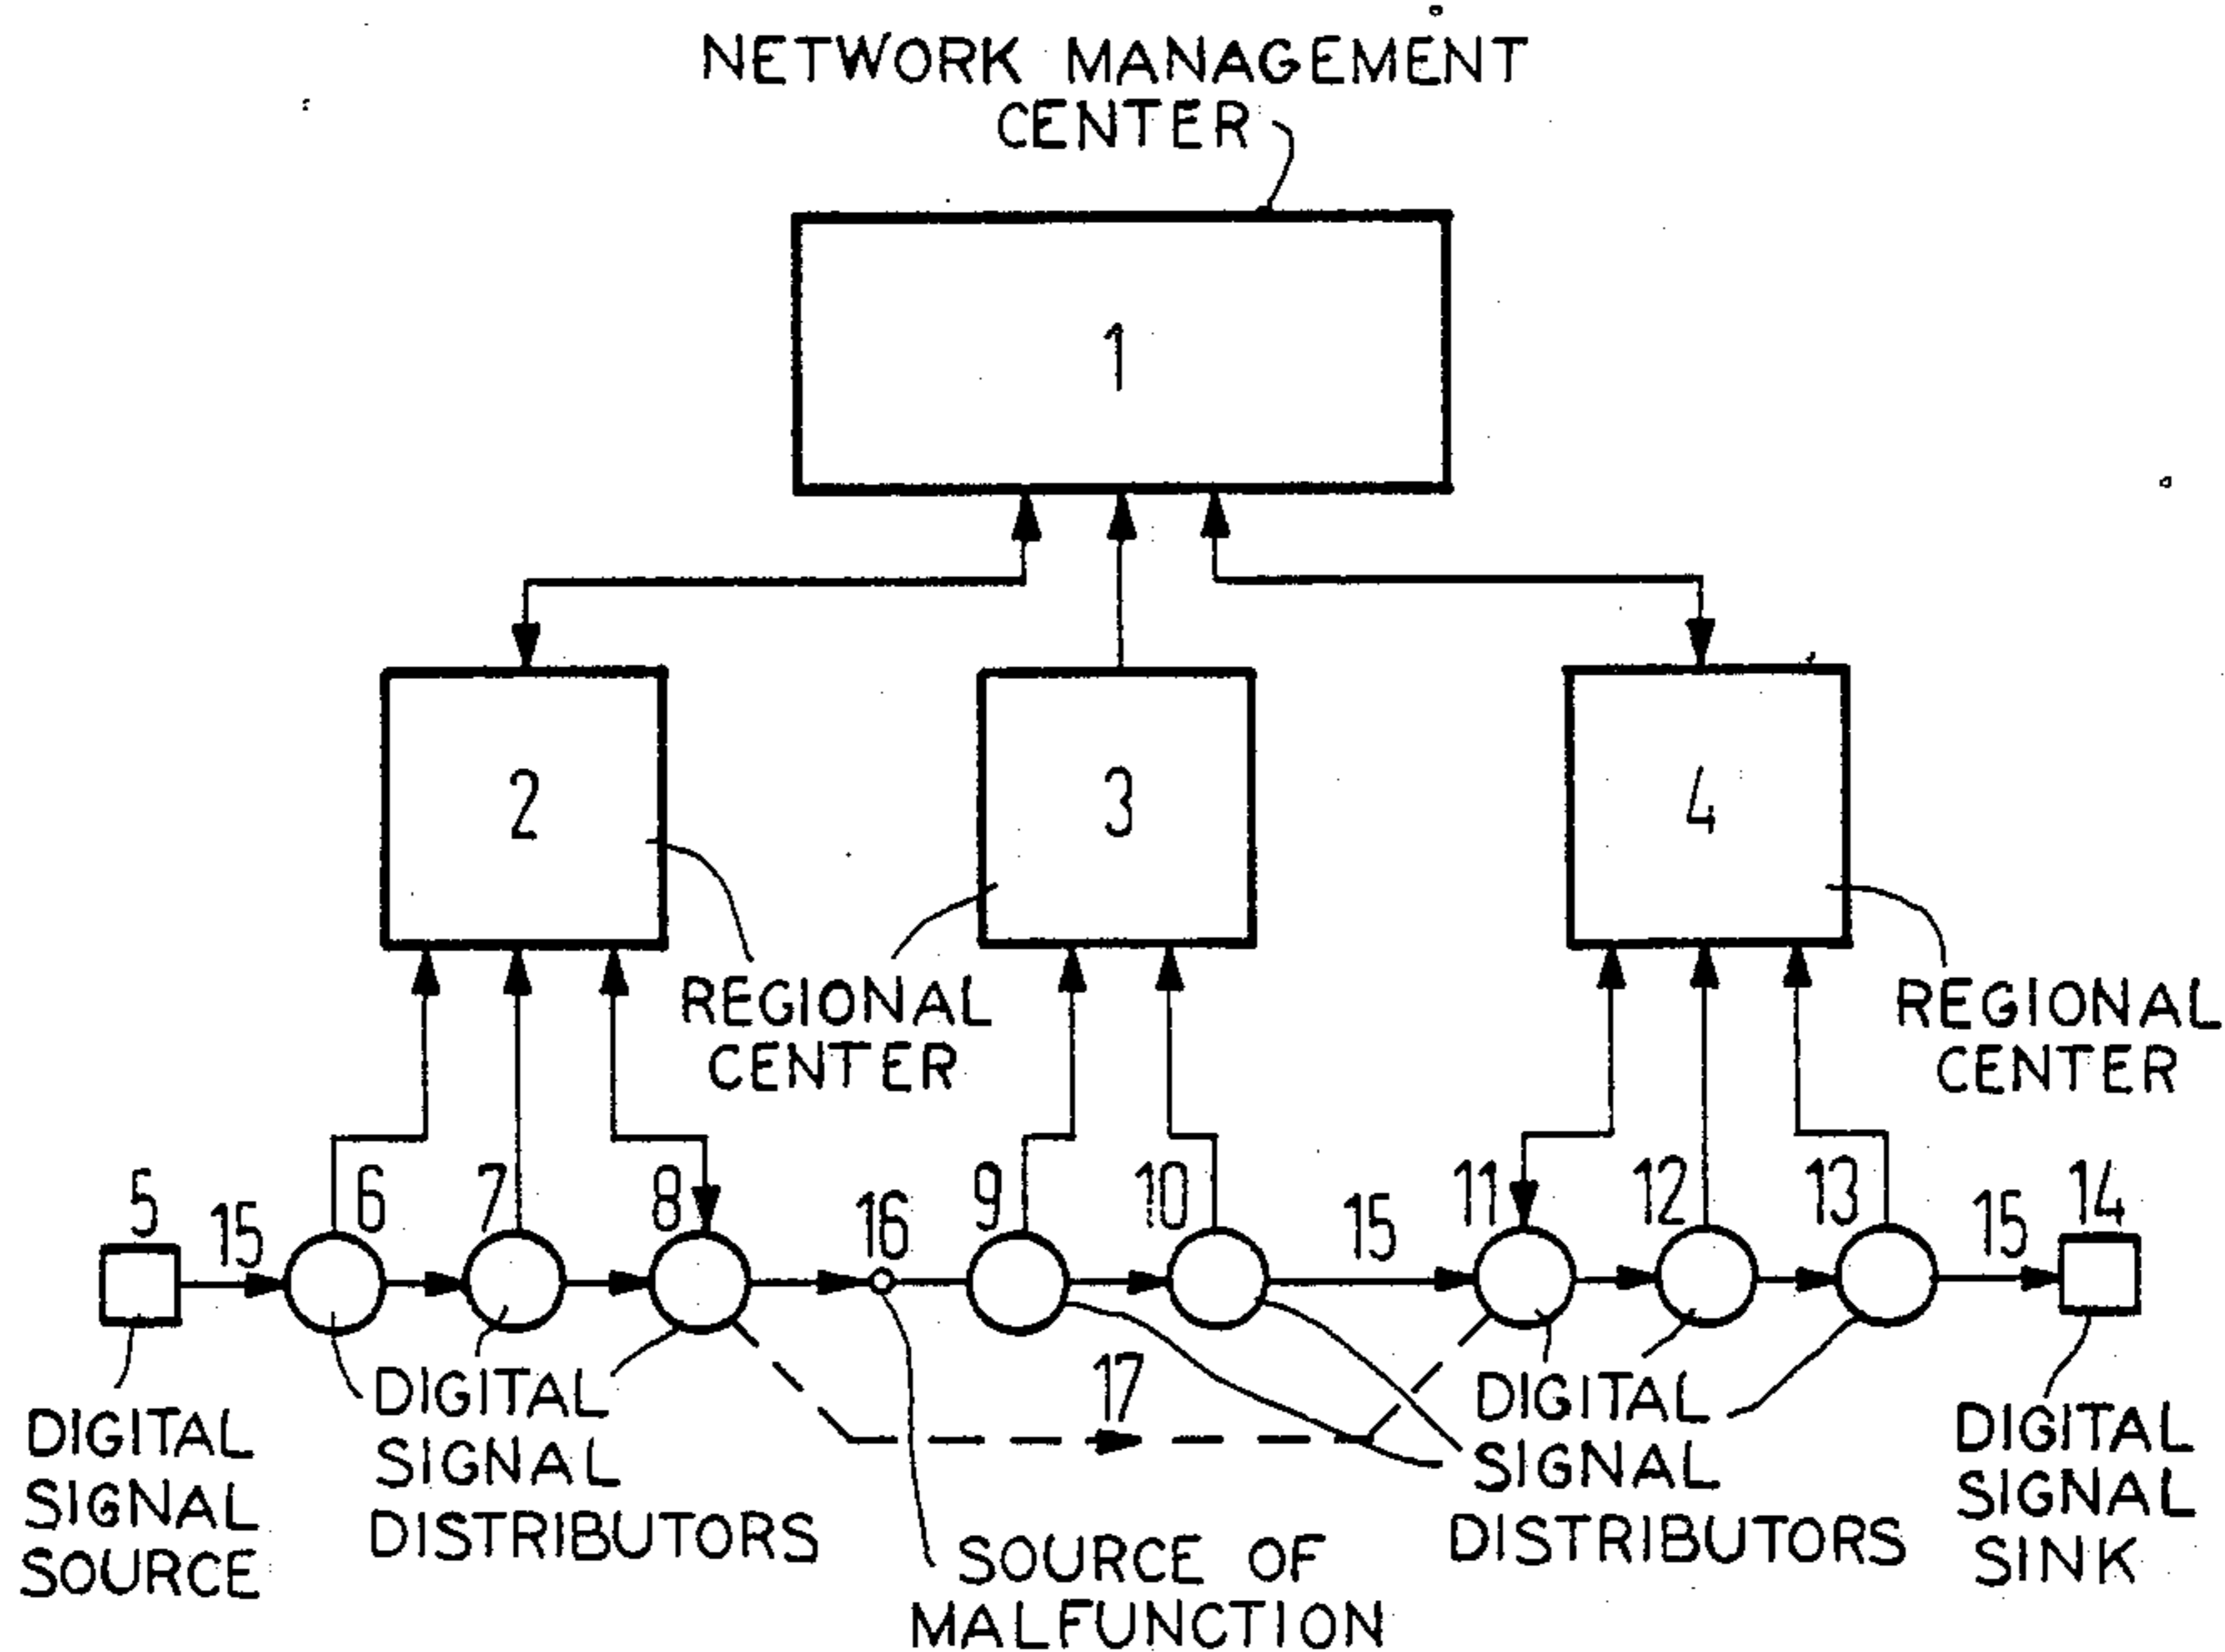 NETWORK MANAGEMENT
CENTER
1
2
3
4
REGIONAL
CENTER
REGIONAL
CENTER
5
15
6
7
8
16
9
10
15
11
12
13
15
14
17
DIGITAL
SIGNAL
SOURCE
DIGITAL
SIGNAL
DISTRIBUTORS
SOURCE OF
MALFUNCTION
DIGITAL
SIGNAL
DISTRIBUTORS
DIGITAL
SIGNAL
SINK